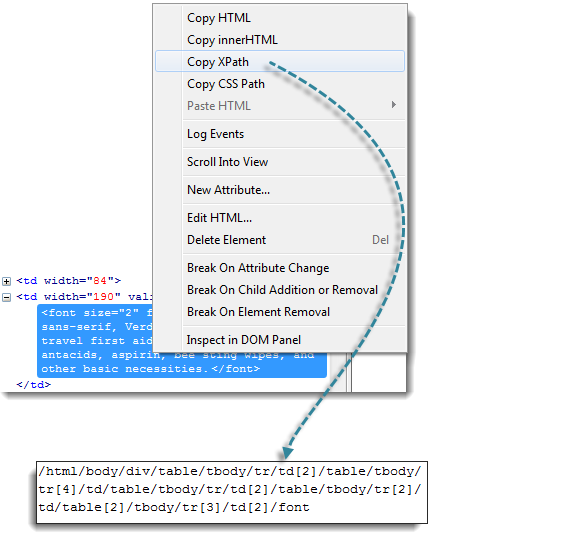 Copy HTML
Copy innerHTML
Copy XPath
Copy CSS Path
Paste HTML
Log Events
Scroll Into View
New Attribute...
Edit HTML...
Delete Element Del
Break On Attribute Change
Break On Child Addition or Removal
Break On Element Removal
Inspect in DOM Panel
<td width="84">
<td width="190" vali
<font size="2" f
sans-serif, Verd
travel first aid
antacids, aspirin, bee sting wipes, and
other basic necessities.</font>
</td>
/html/body/div/table/tbody/tr/td[2]/table/tbody/
tr[4]/td/table/tbody/tr/td[2]/table/tbody/tr[2]/
td/table[2]/tbody/tr[3]/td[2]/font